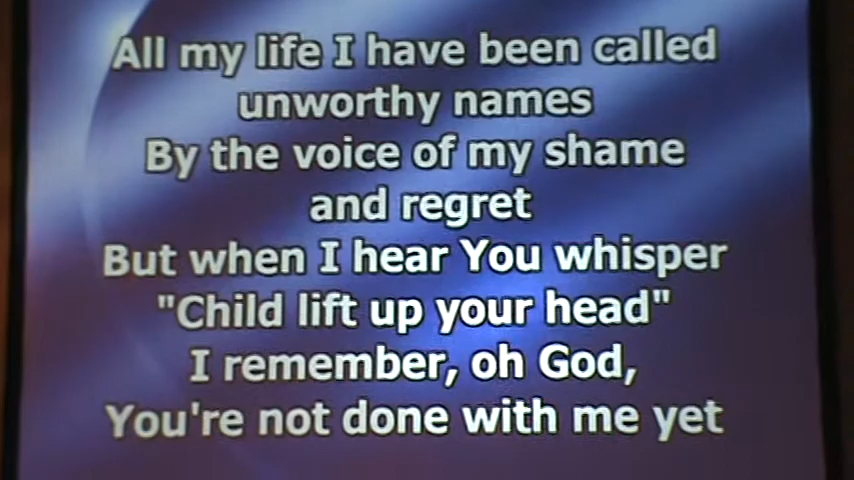 All my life I have been called
unworthy names
By the voice of my shame
and regret
But when I hear You whisper
"Child lift up your head"
I remember, oh God,
You're not done with me yet